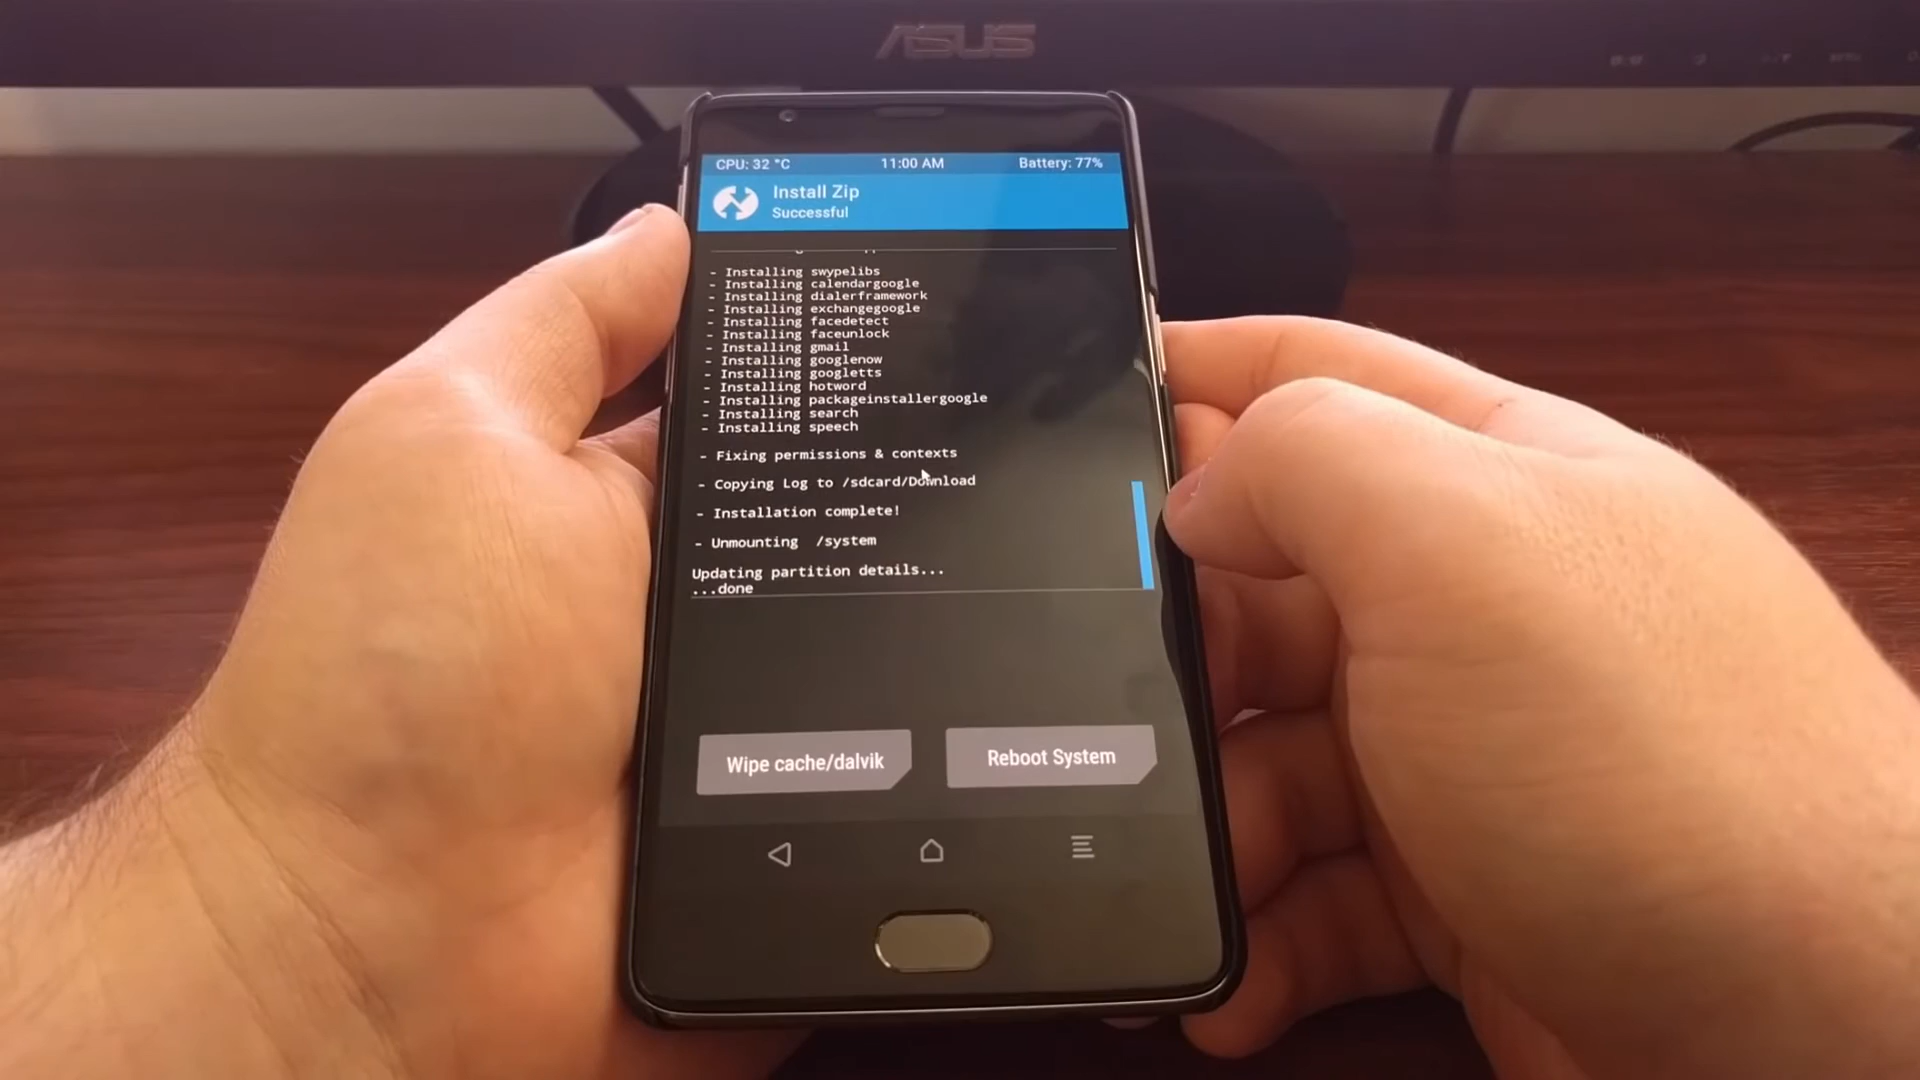 ASUS
CPU: 32 °C 11:00 AM Battery: 77%
Install Zip
Successful
- Installing swypelibs
- Installing calendargoogle
- Installing dialerframework
- Installing exchangegoogle
- Installing facedetect
- Installing faceunlock
- Installing gmail
- Installing googlenow
- Installing googletts
- Installing hotword
- Installing packageinstallergoogle
- Installing search
- Installing speech
- Fixing permissions & contexts
- Copying Log to /sdcard/Download
- Installation complete!
- Unmounting /system
Updating partition details...
...done
Wipe cache/dalvik
Reboot System